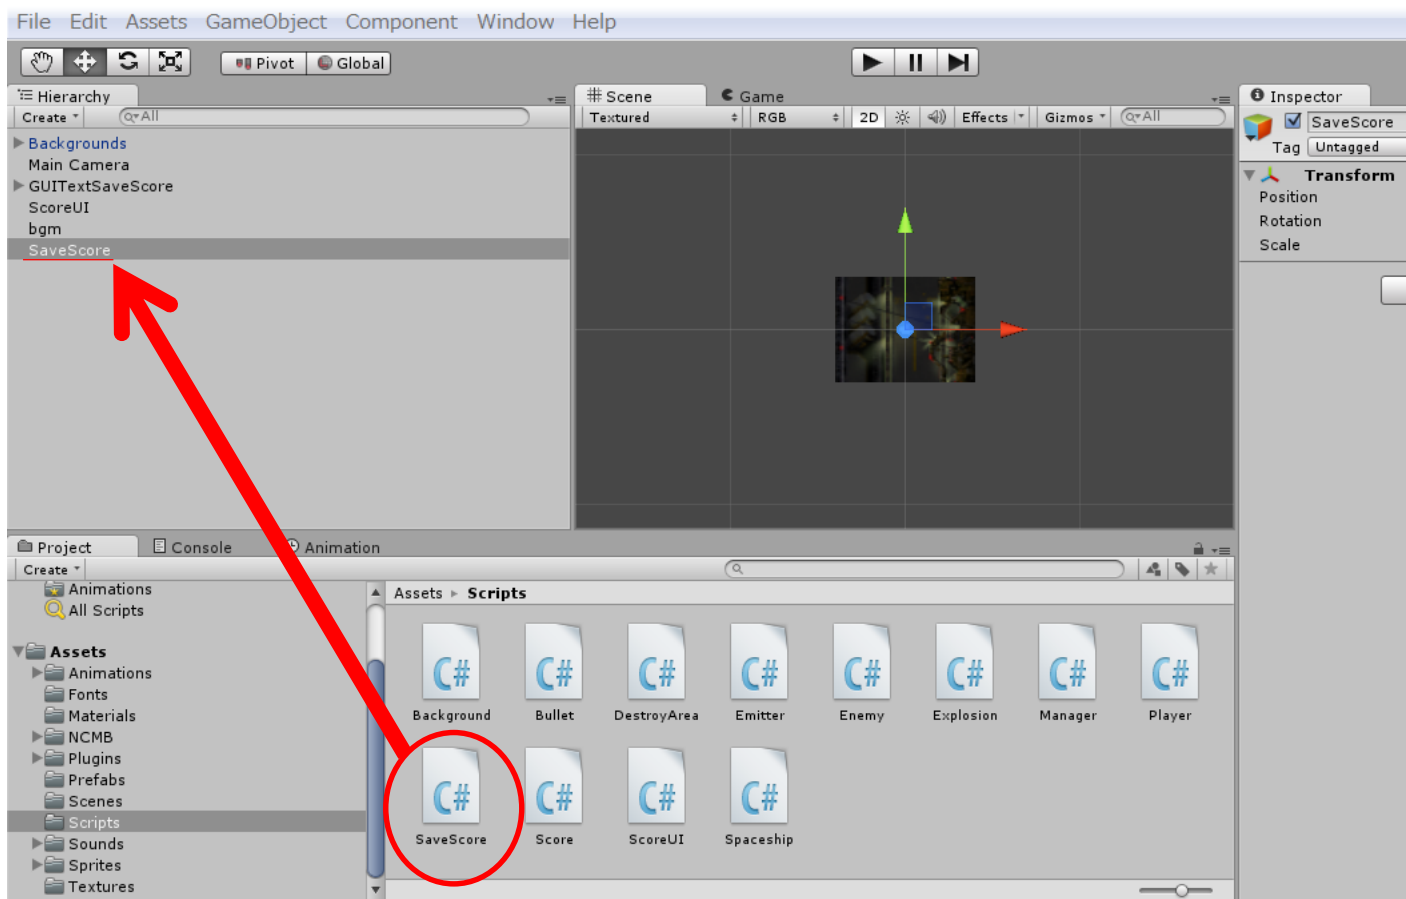 File Edit Assets GameObject Component Window Help
Pivot Global
Hierarchy
Create All
Backgrounds
Main Camera
GUITextSaveScore
ScoreUI
bgm
SaveScore
Scene Game
Textured RGB 2D Effects Gizmos All
Inspector
SaveScore
Tag Untagged
Transform
Position
Rotation
Scale
Project Console Animation
Create
Animations
All Scripts
Assets
Animations
Fonts
Materials
NCMB
Plugins
Prefabs
Scenes
Scripts
Sounds
Sprites
Textures
Assets Scripts
C# C# C# C# C# C# C# C#
Background Bullet DestroyArea Emitter Enemy Explosion Manager Player
C# C# C# C#
SaveScore Score ScoreUI Spaceship